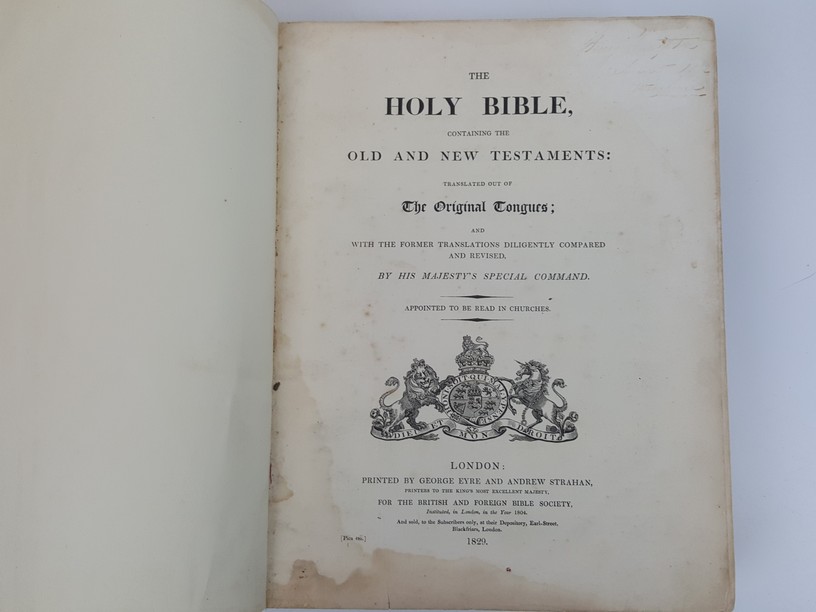 THE
HOLY BIBLE,
CONTAINING THE
OLD AND NEW TESTAMENTS:
TRANSLATED OUT OF
The Original Tongues;
AND
WITH THE FORMER TRANSLATIONS DILIGENTLY COMPARED
AND REVISED,
BY HIS MAJESTY'S SPECIAL COMMAND.
APPOINTED TO BE READ IN CHURCHES.
DIEU ET MON DROIT
LONDON:
PRINTED BY GEORGE EYRE AND ANDREW STRAHAN,
PRINTERS TO THE KING'S MOST EXCELLENT MAJESTY,
FOR THE BRITISH AND FOREIGN BIBLE SOCIETY,
Instituted, in London, in the Year 1804.
And sold, to the Subscribers only, at their Depository, Earl-Street,
Blackfriars, London.
[Pica
1829.